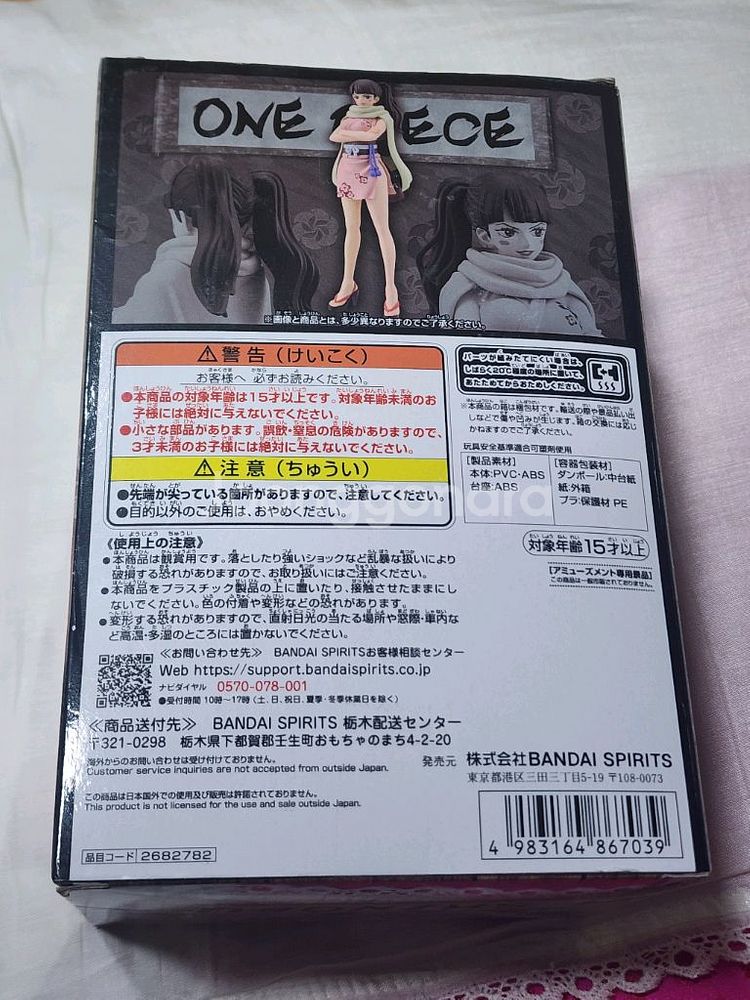 ONE PIECE
※画像と商品とは、多少異なりますのでご了承ください。
⚠警告（けいこく）
お客様へ 必ずお読みください。
●本商品の対象年齢は15才以上です。対象年齢未満のお
子様には絶対に与えないでください。
●小さな部品があります。誤飲・窒息の危険がありますので、
3才未満のお子様には絶対に与えないでください。
⚠注意（ちゅうい）
●先端が尖っている箇所がありますので、注意してください。
●目的以外のご使用は、おやめください。
パーツが組みたてにくい場合は、
しばらく20℃程度の場所に置いて、
あたためてからおためしください。
※本商品の箱は梱包材です。輸送の際や景品払い出
しなどで傷や凹みが生じます。箱の交換には応じ
かねますのでご了承ください。
玩具安全基準適合可塑剤使用
[製品素材]
本体:PVC・ABS
台座:ABS
[容器包装材]
ダンボール:中台紙
紙:外箱
プラ:保護材 PE
対象年齢15才以上
[アミューズメント専用景品]
この商品は一般市販されておりません。
《使用上の注意》
●本商品は観賞用です。落としたり強いショックなど乱暴な扱いにより
破損する恐れがありますので、お取り扱いにはご注意ください。
●本商品をプラスチック製品の上に置いたり、接触させたままにし
ないでください。色の付着や変形などの恐れがあります。
●変形する恐れがありますので、直射日光の当たる場所や窓際・車内な
ど高温・多湿のところには置かないでください。
≪お問い合わせ先≫ BANDAI SPIRITSお客様相談センター
Web https://support.bandaispirits.co.jp
ナビダイヤル 0570-078-001
●受付時間 10時～17時（土、日、祝日、夏季・冬季休業日を除く）
≪商品送付先≫ BANDAI SPIRITS 栃木配送センター
〒321-0298 栃木県下都賀郡壬生町おもちゃのまち4-2-20
海外からのお問い合わせは受け付けておりません。
Customer service inquiries are not accepted from outside Japan.
発売元 株式会社BANDAI SPIRITS
東京都港区三田三丁目5-19 〒108-0073
この商品は日本国外での使用及び販売は許諾されておりません。
This product is not licensed for the use and sale outside Japan.
4 983164 867039
品目コード 2682782